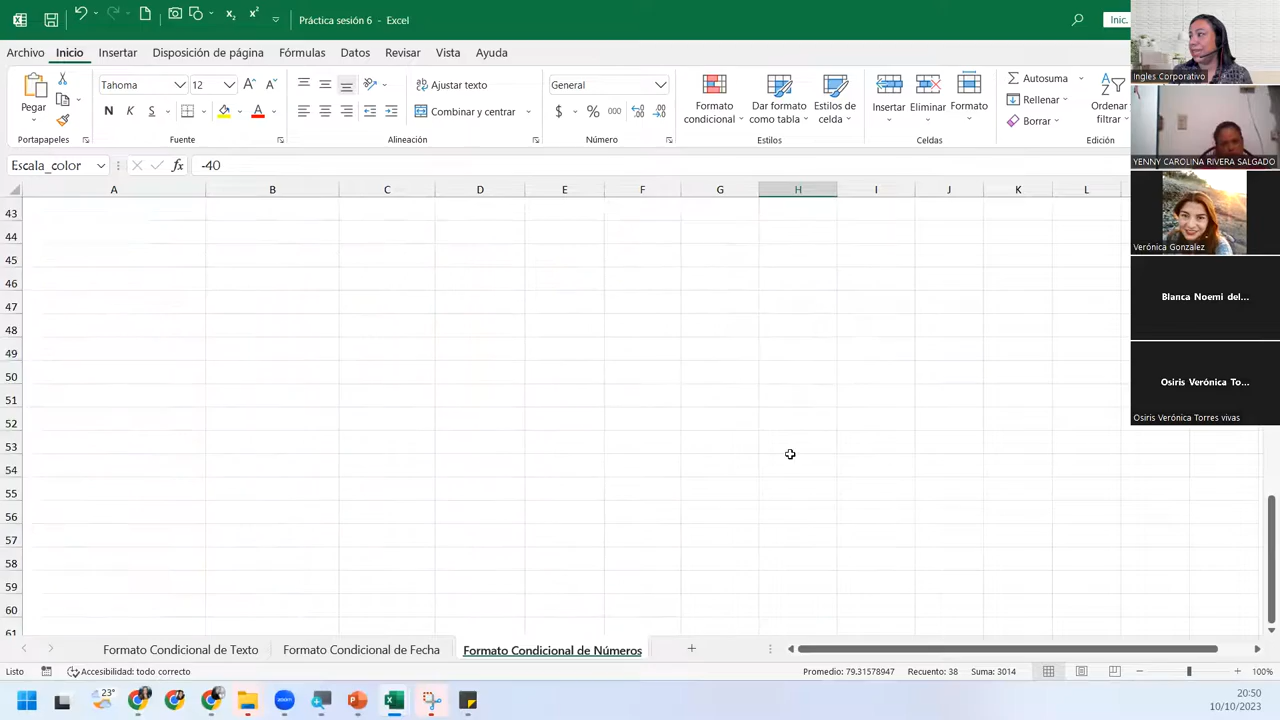 Práctica sesión 6 - Excel
Inic.
Archivo Inicio Disposición de página Fórmulas Datos Revisar Vista Ayuda
Pegar
Portapapeles
Tahoma 12
N K S
Fuente
Combinar y centrar
Alineación
General
$ % 000
Número
Formato condicional
Dar formato como tabla
Estilos de celda
Estilos
Insertar Eliminar Formato
Celdas
Autosuma
Rellenar
Borrar
Ordenar
filtrar
Edición
Escala_color fx -40
A B C D E F G H I J K L
43
44
45
46
47
48
49
50
51
52
53
54
55
56
57
58
59
60
61
Ingles Corporativo
YENNY CAROLINA RIVERA SALGADO
Verónica González
Blanca Noemi del...
Osiris Verónica To...
Osiris Verónica Torres vivas
Formato Condicional de Texto Formato Condicional de Fecha Formato Condicional de Números +
Listo Accesibilidad: todo correcto Promedio: 79.31578947 Recuento: 38 Suma: 3014 100%
23° zoom
20:50
10/10/2023